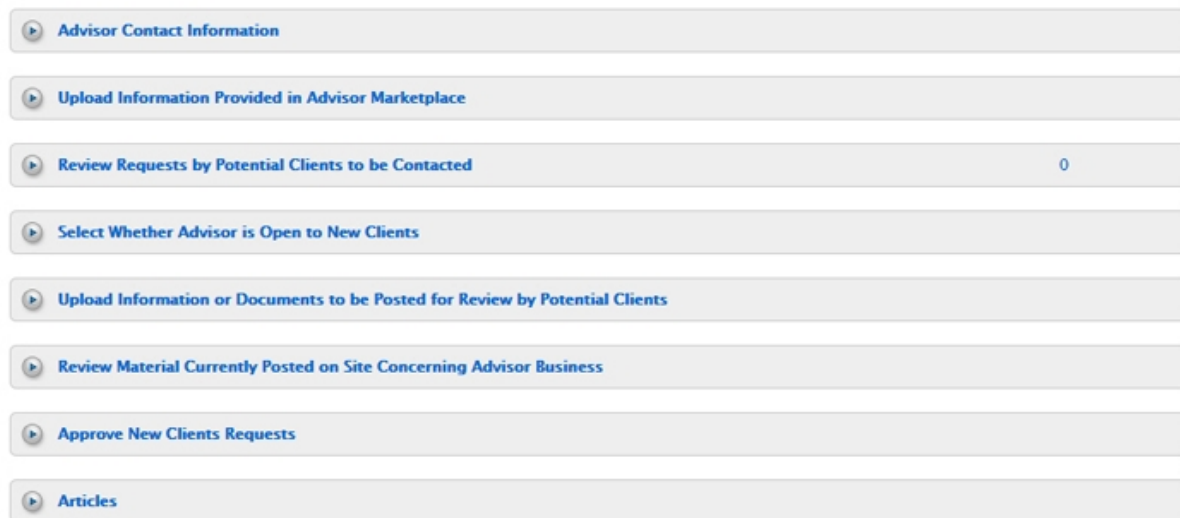 Advisor Contact Information
Upload Information Provided in Advisor Marketplace
Review Requests by Potential Clients to be Contacted 0
Select Whether Advisor is Open to New Clients
Upload Information or Documents to be Posted for Review by Potential Clients
Review Material Currently Posted on Site Concerning Advisor Business
Approve New Clients Requests
Articles